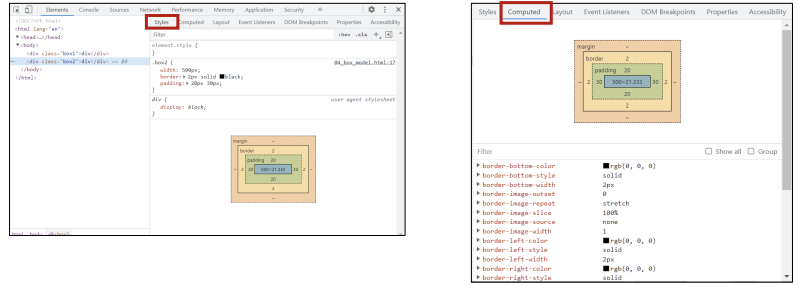 Elements Console Sources Network Performance Memory Application Security »
<!DOCTYPE html>
<html lang="en">
▶<head>…</head>
▼<body>
<div class="box1">div</div>
<div class="box2">div</div> == $0
</body>
</html>
html body div.box2
Styles Computed Layout Event Listeners DOM Breakpoints Properties Accessibility
Filter :hov .cls +
element.style {
}
.box2 { 04_box_model.html:17
width: 500px;
border:▶ 2px solid black;
padding:▶ 20px 30px;
}
div { user agent stylesheet
display: block;
}
margin -
border 2
padding 20
- 2 30 500×21.333 30 2 -
20
2
-
Styles Computed Layout Event Listeners DOM Breakpoints Properties Accessibility
margin -
border 2
padding 20
- 2 30 500×21.333 30 2 -
20
2
-
Filter Show all Group
▶ border-bottom-color rgb(0, 0, 0)
▶ border-bottom-style solid
▶ border-bottom-width 2px
▶ border-image-outset 0
▶ border-image-repeat stretch
▶ border-image-slice 100%
▶ border-image-source none
▶ border-image-width 1
▶ border-left-color rgb(0, 0, 0)
▶ border-left-style solid
▶ border-left-width 2px
▶ border-right-color rgb(0, 0, 0)
▶ border-right-style solid